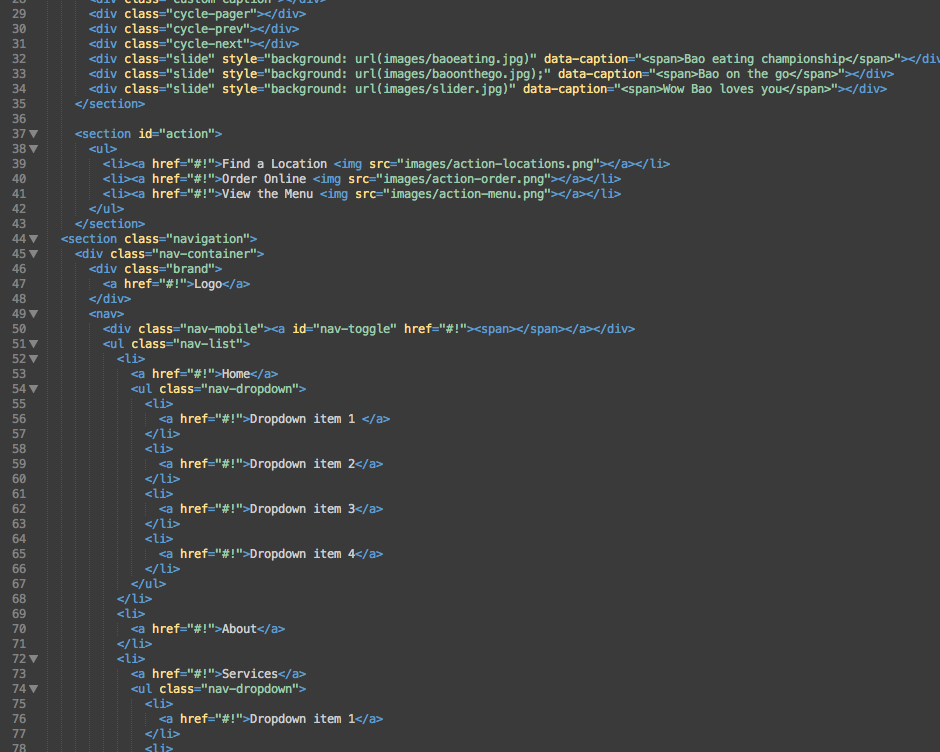 28 <div class="custom-caption"></div>
29 <div class="cycle-pager"></div>
30 <div class="cycle-prev"></div>
31 <div class="cycle-next"></div>
32 <div class="slide" style="background: url(images/baoeating.jpg)" data-caption="<span>Bao eating championship</span>"></div
33 <div class="slide" style="background: url(images/baoonthego.jpg);" data-caption="<span>Bao on the go</span>"></div>
34 <div class="slide" style="background: url(images/slider.jpg)" data-caption="<span>Wow Bao loves you</span>"></div>
35 </section>
36
37 <section id="action">
38 <ul>
39 <li><a href="#!">Find a Location <img src="images/action-locations.png"></a></li>
40 <li><a href="#!">Order Online <img src="images/action-order.png"></a></li>
41 <li><a href="#!">View the Menu <img src="images/action-menu.png"></a></li>
42 </ul>
43 </section>
44 <section class="navigation">
45 <div class="nav-container">
46 <div class="brand">
47 <a href="#!">Logo</a>
48 </div>
49 <nav>
50 <div class="nav-mobile"><a id="nav-toggle" href="#!"><span></span></a></div>
51 <ul class="nav-list">
52 <li>
53 <a href="#!">Home</a>
54 <ul class="nav-dropdown">
55 <li>
56 <a href="#!">Dropdown item 1 </a>
57 </li>
58 <li>
59 <a href="#!">Dropdown item 2</a>
60 </li>
61 <li>
62 <a href="#!">Dropdown item 3</a>
63 </li>
64 <li>
65 <a href="#!">Dropdown item 4</a>
66 </li>
67 </ul>
68 </li>
69 <li>
70 <a href="#!">About</a>
71 </li>
72 <li>
73 <a href="#!">Services</a>
74 <ul class="nav-dropdown">
75 <li>
76 <a href="#!">Dropdown item 1</a>
77 </li>
78 <li>